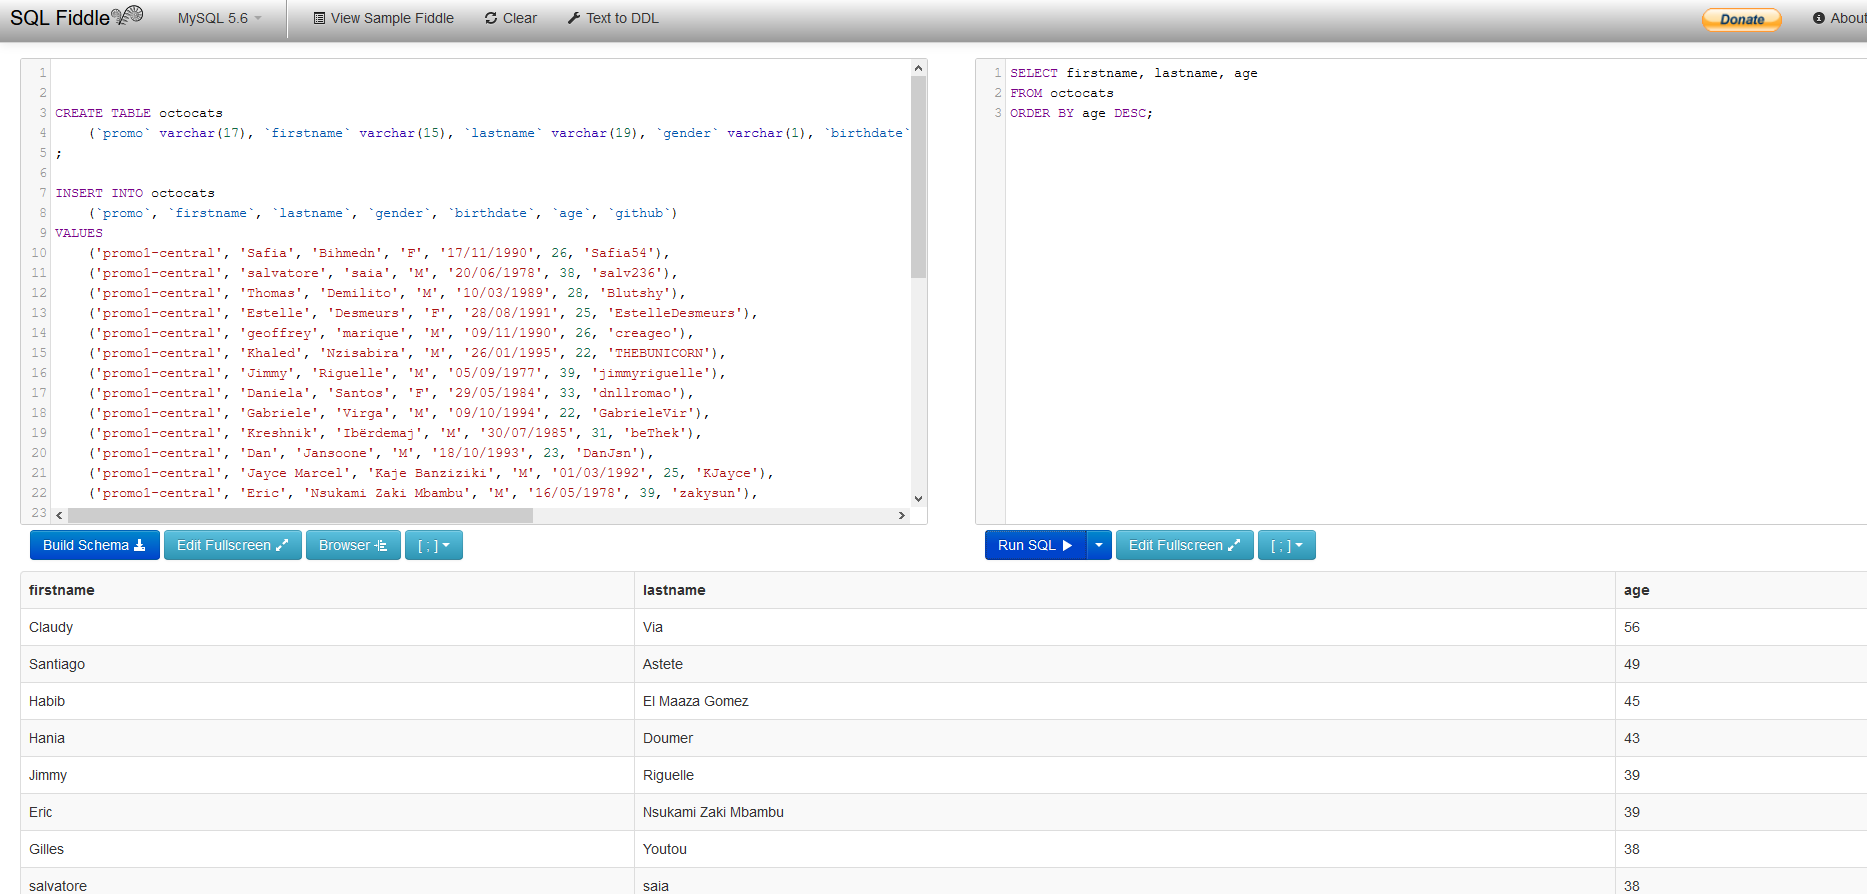 SQL Fiddle MySQL 5.6 View Sample Fiddle Clear Text to DDL Donate About
1
2
3 CREATE TABLE octocats
4 (`promo` varchar(17), `firstname` varchar(15), `lastname` varchar(19), `gender` varchar(1), `birthdate`
5 ;
6
7 INSERT INTO octocats
8 (`promo`, `firstname`, `lastname`, `gender`, `birthdate`, `age`, `github`)
9 VALUES
10 ('promo1-central', 'Safia', 'Bihmedn', 'F', '17/11/1990', 26, 'Safia54'),
11 ('promo1-central', 'salvatore', 'saia', 'M', '20/06/1978', 38, 'salv236'),
12 ('promo1-central', 'Thomas', 'Demilito', 'M', '10/03/1989', 28, 'Blutshy'),
13 ('promo1-central', 'Estelle', 'Desmeurs', 'F', '28/08/1991', 25, 'EstelleDesmeurs'),
14 ('promo1-central', 'geoffrey', 'marique', 'M', '09/11/1990', 26, 'creageo'),
15 ('promo1-central', 'Khaled', 'Nzisabira', 'M', '26/01/1995', 22, 'THEBUNICORN'),
16 ('promo1-central', 'Jimmy', 'Riguelle', 'M', '05/09/1977', 39, 'jimmyriguelle'),
17 ('promo1-central', 'Daniela', 'Santos', 'F', '29/05/1984', 33, 'dnllromao'),
18 ('promo1-central', 'Gabriele', 'Virga', 'M', '09/10/1994', 22, 'GabrieleVir'),
19 ('promo1-central', 'Kreshnik', 'Ibërdemaj', 'M', '30/07/1985', 31, 'beThek'),
20 ('promo1-central', 'Dan', 'Jansoone', 'M', '18/10/1993', 23, 'DanJsn'),
21 ('promo1-central', 'Jayce Marcel', 'Kaje Banziziki', 'M', '01/03/1992', 25, 'KJayce'),
22 ('promo1-central', 'Eric', 'Nsukami Zaki Mbambu', 'M', '16/05/1978', 39, 'zakysun'),
23
1 SELECT firstname, lastname, age
2 FROM octocats
3 ORDER BY age DESC;
Build Schema Edit Fullscreen Browser [ ; ]
Run SQL Edit Fullscreen [ ; ]
firstname lastname age
Claudy Via 56
Santiago Astete 49
Habib El Maaza Gomez 45
Hania Doumer 43
Jimmy Riguelle 39
Eric Nsukami Zaki Mbambu 39
Gilles Youtou 38
salvatore saia 38